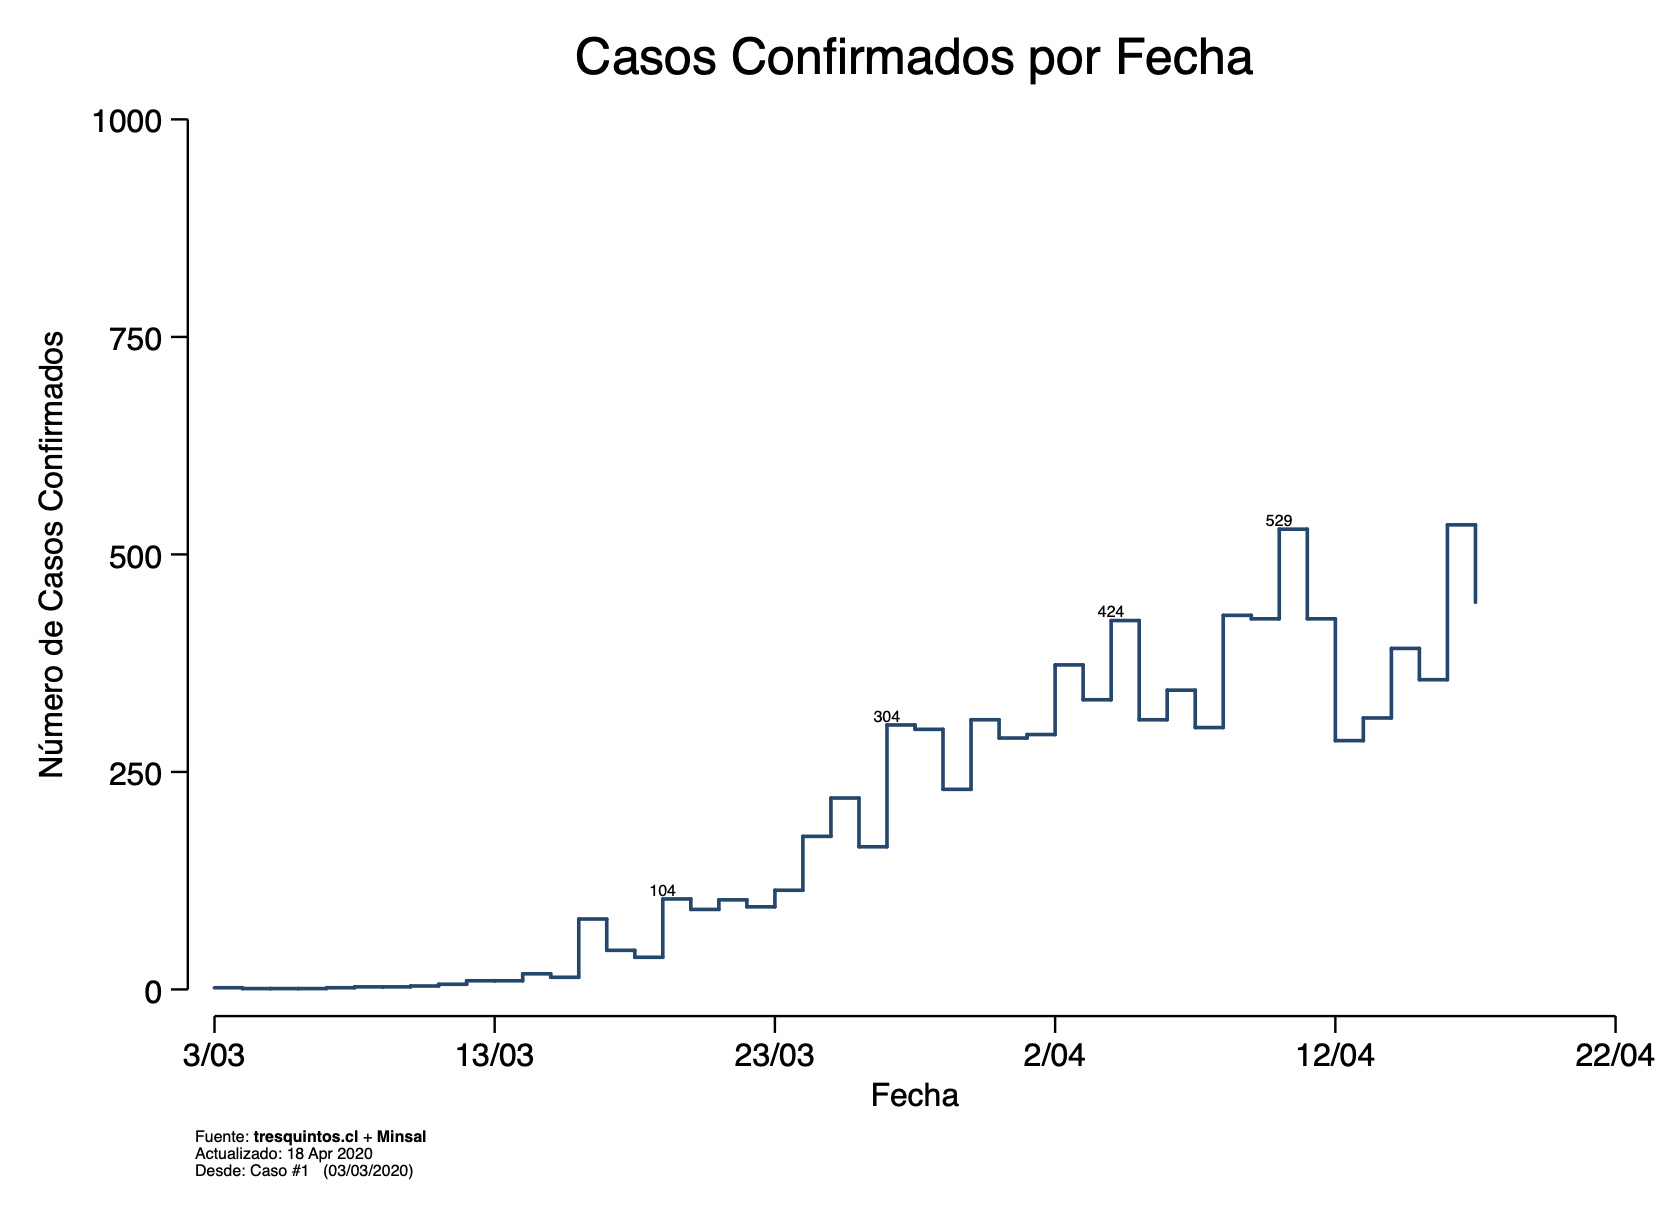 Casos Confirmados por Fecha
Número de Casos Confirmados
1000
750
500
250
0
104
304
424
529
3/03
13/03
23/03
2/04
12/04
22/04
Fecha
Fuente: tresquintos.cl + Minsal
Actualizado: 18 Apr 2020
Desde: Caso #1 (03/03/2020)